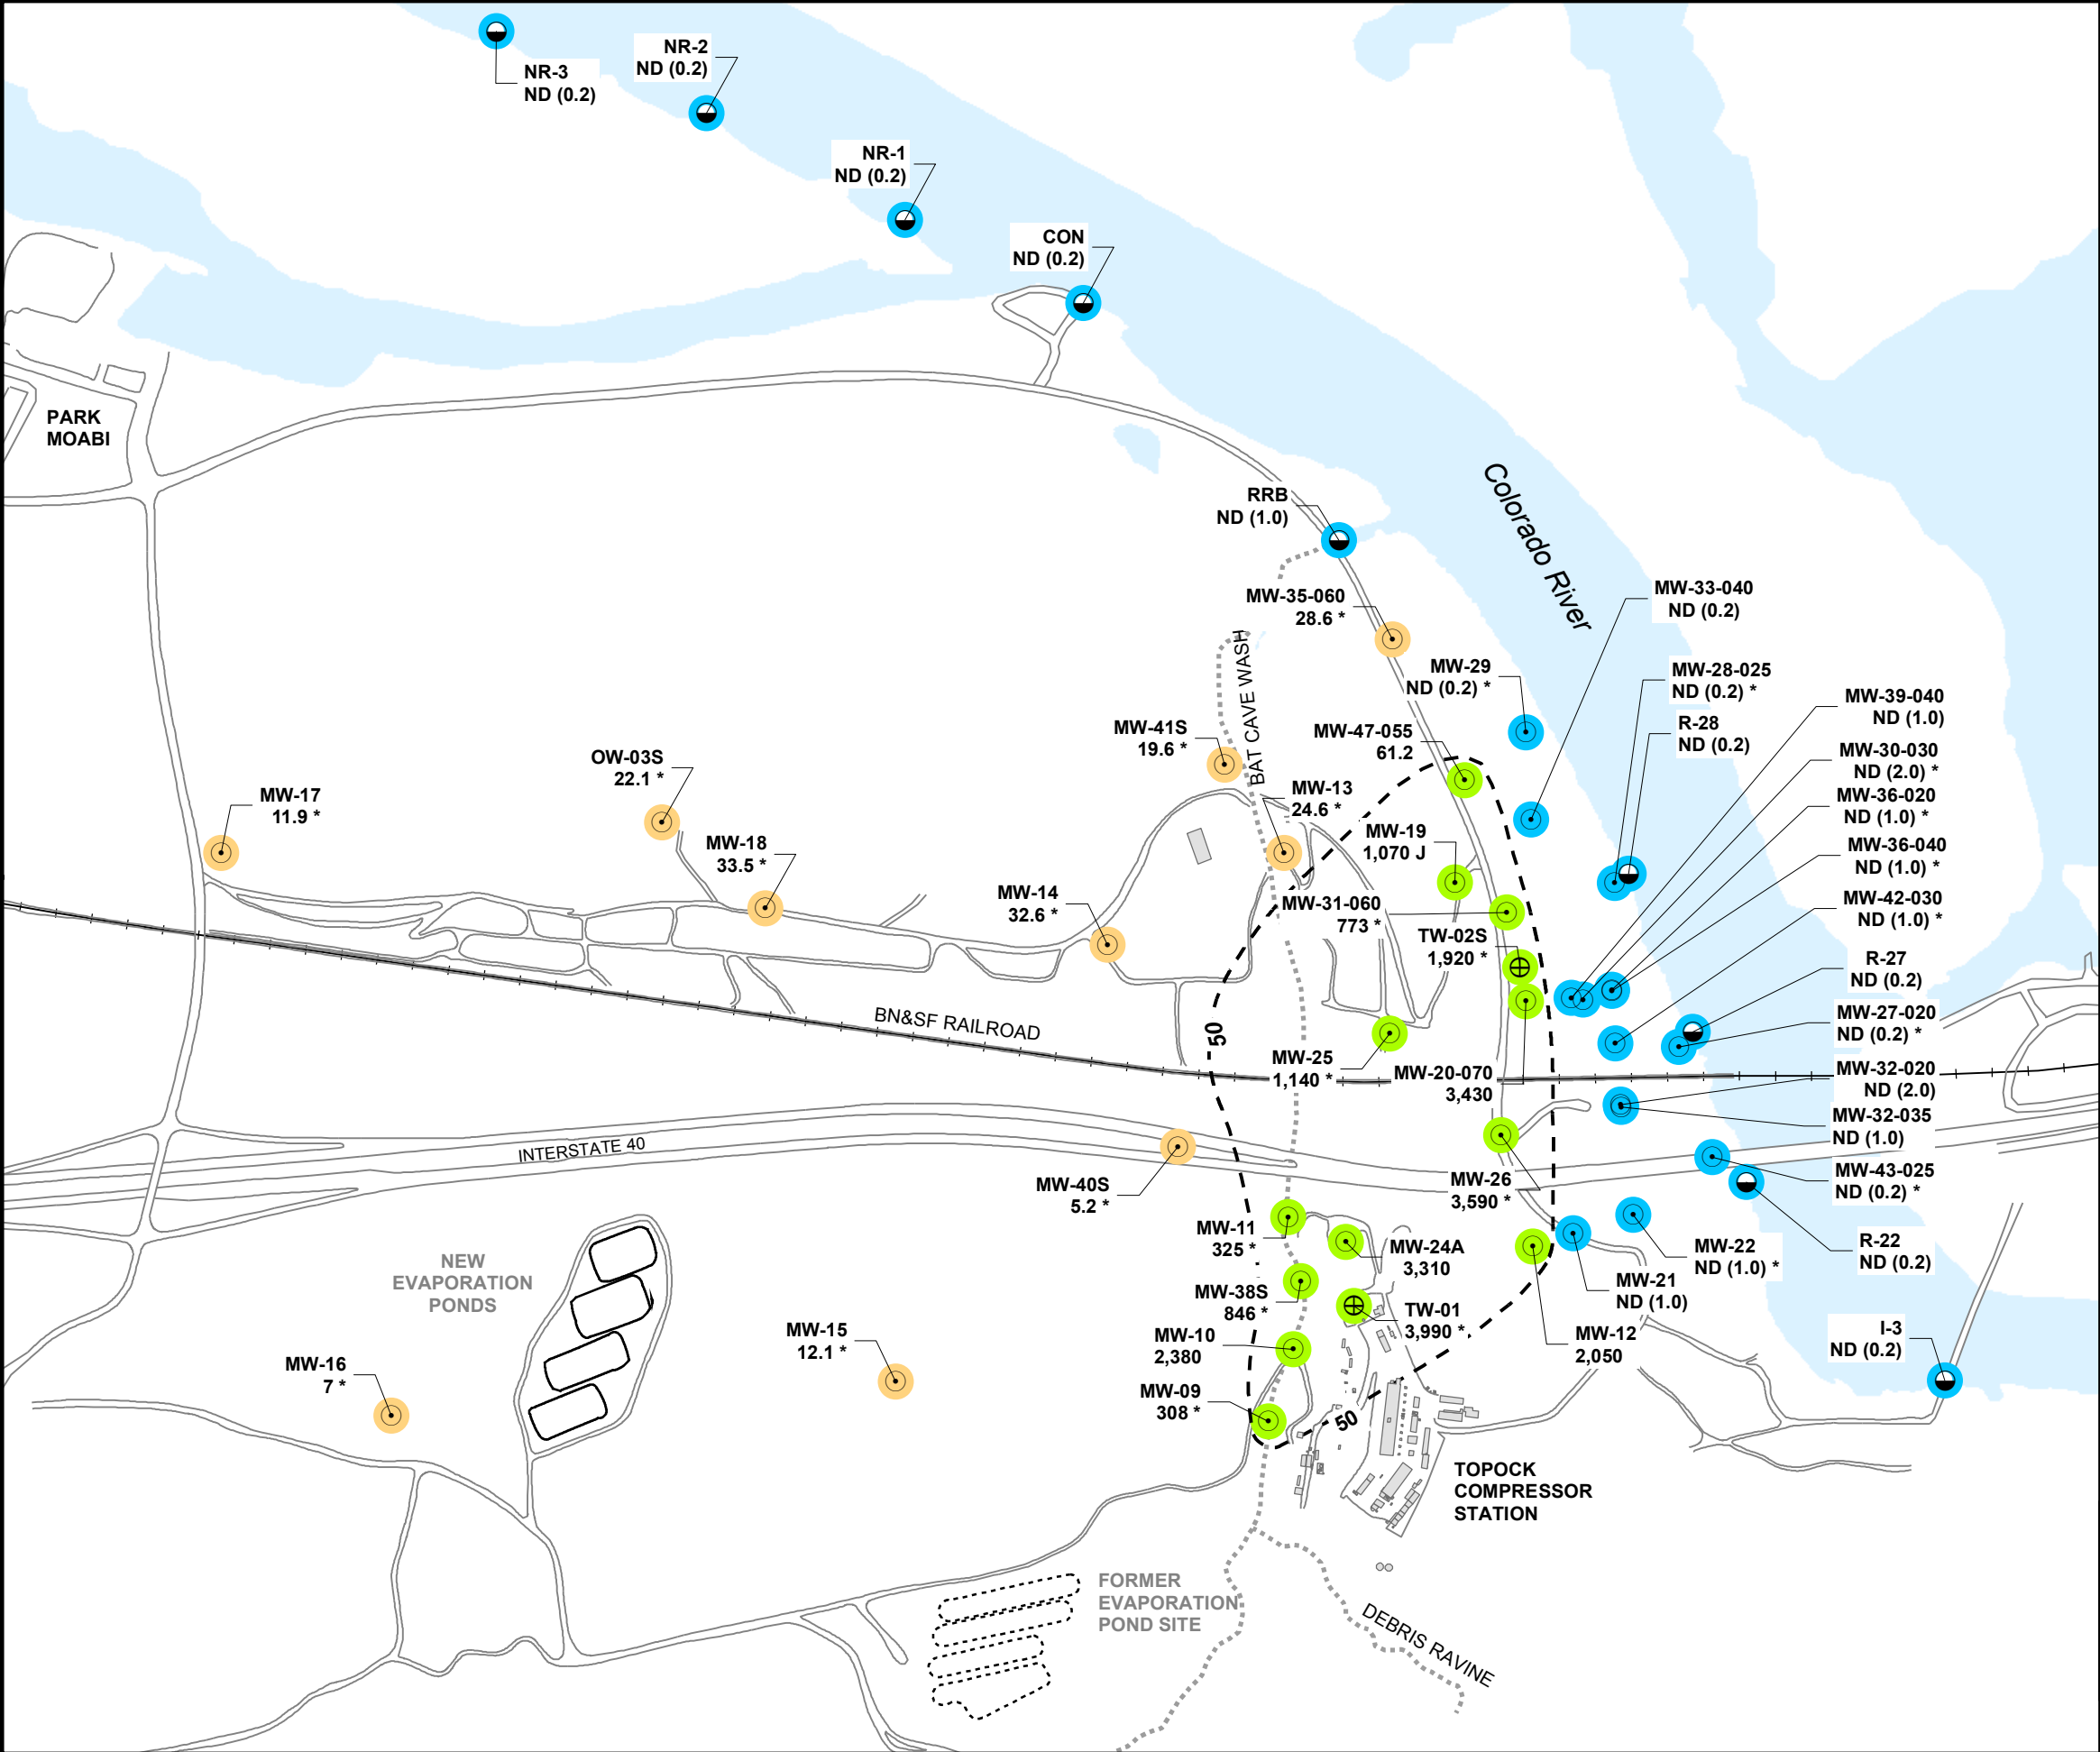 NR-3
ND (0.2)
NR-2
ND (0.2)
NR-1
ND (0.2)
CON
ND (0.2)
PARK
MOABI
RRB
ND (1.0)
Colorado River
MW-33-040
ND (0.2)
MW-35-060
28.6 *
MW-29
ND (0.2) *
MW-28-025
ND (0.2) *
R-28
ND (0.2)
MW-39-040
ND (1.0)
MW-30-030
ND (2.0) *
MW-36-020
ND (1.0) *
MW-36-040
ND (1.0) *
MW-42-030
ND (1.0) *
R-27
ND (0.2)
MW-27-020
ND (0.2) *
MW-32-020
ND (2.0)
MW-32-035
ND (1.0)
MW-43-025
ND (0.2) *
R-22
ND (0.2)
BAT CAVE WASH
MW-41S
19.6 *
MW-47-055
61.2
OW-03S
22.1 *
MW-17
11.9 *
MW-18
33.5 *
MW-13
24.6 *
MW-19
1,070 J
MW-14
32.6 *
MW-31-060
773 *
TW-02S
1,920 *
BN&SF RAILROAD
50
MW-25
1,140 *
MW-20-070
3,430
INTERSTATE 40
MW-40S
5.2 *
MW-26
3,590 *
MW-11
325 *
MW-24A
3,310
MW-22
ND (1.0) *
MW-21
ND (1.0)
NEW
EVAPORATION
PONDS
MW-38S
846 *
TW-01
3,990 *
MW-10
2,380
MW-12
2,050
I-3
ND (0.2)
MW-15
12.1 *
MW-16
7 *
MW-09
308 *
50
TOPOCK
COMPRESSOR
STATION
FORMER
EVAPORATION
POND SITE
DEBRIS RAVINE